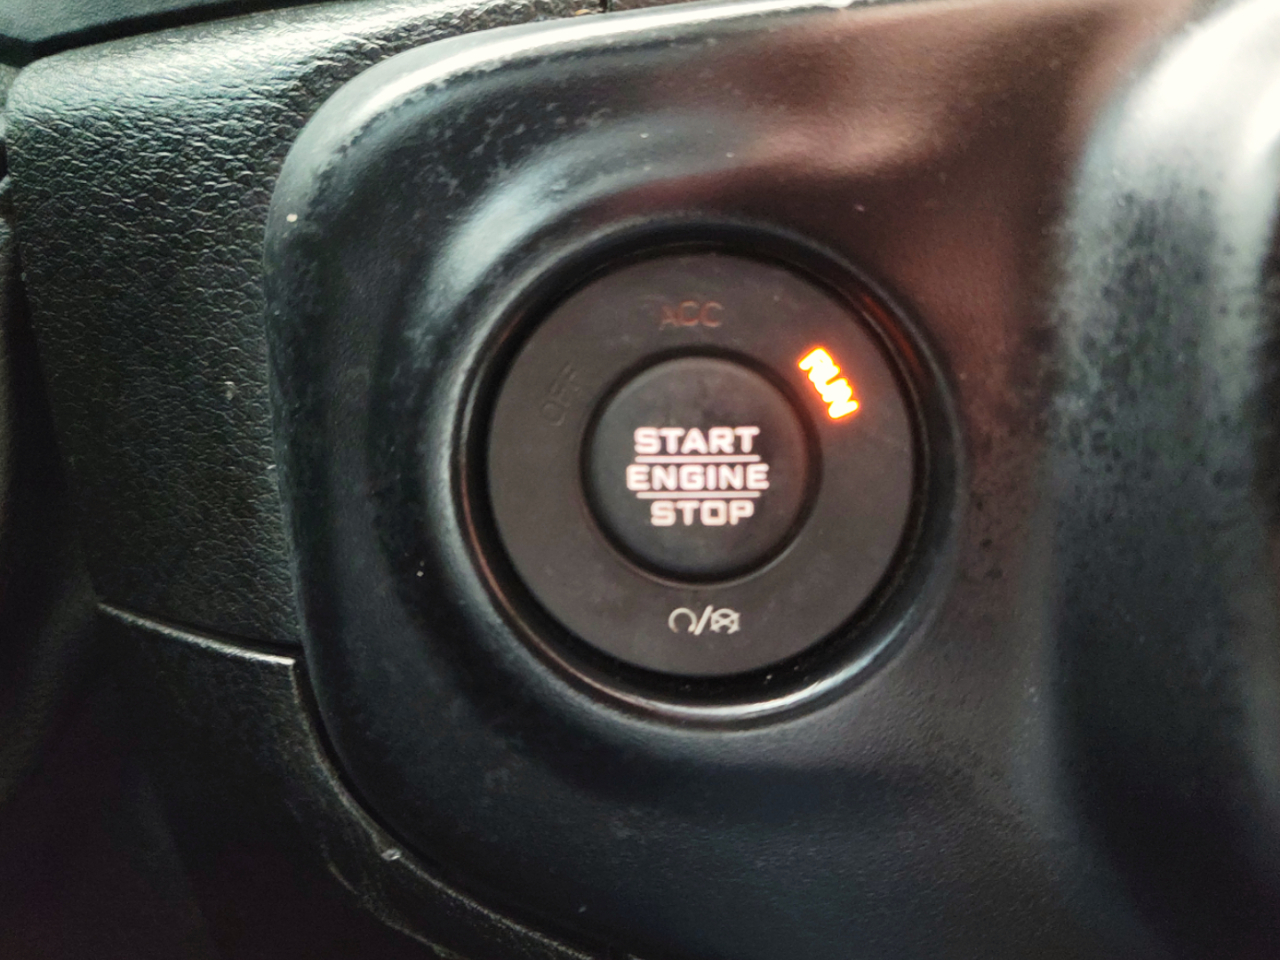 ACC
OFF
RUN
START
ENGINE
STOP